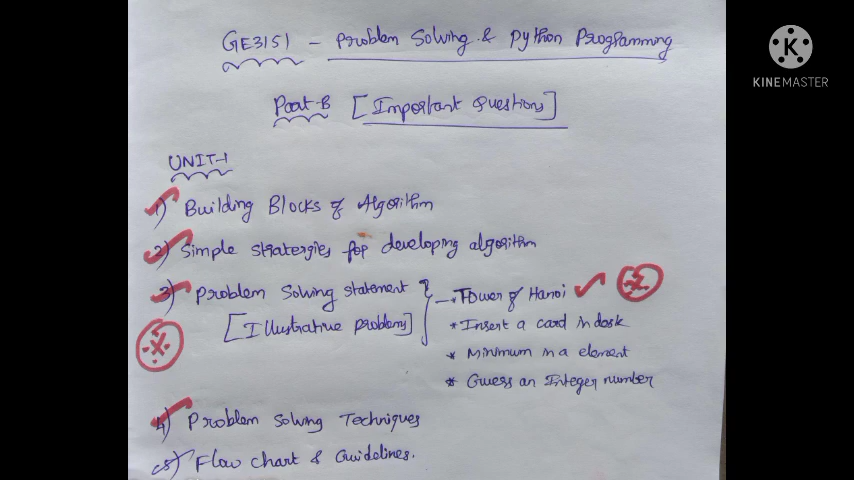 GE3151 - Problem Solving & Python Programming
K
KINEMASTER
Part-B [Important Questions]
UNIT-1
1) Building Blocks of Algorithm
2) Simple stratergies for developing algorithm
3) Problem Solving statement
[Illustrative problems]
* Tower of Hanoi
* Insert a card in desk
* Minimum in a element
* Guess an Integer number
4) Problem Solving Techniques
5) Flow chart & Guidelines.